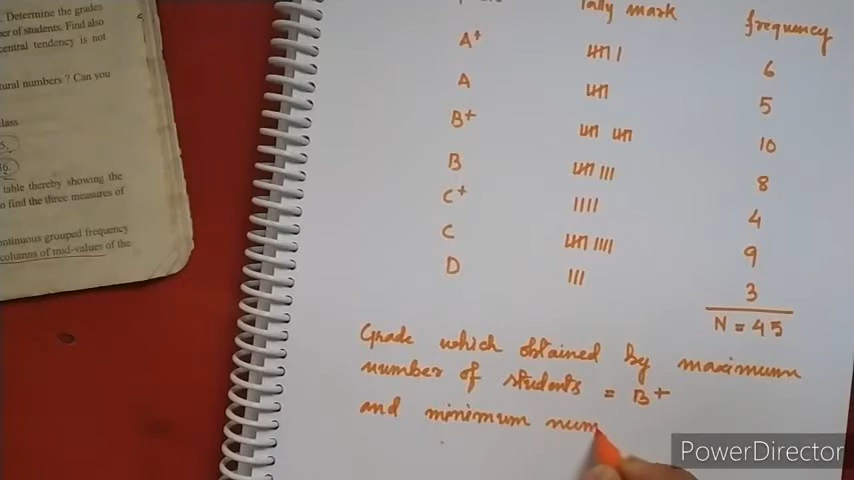 . Determine the grades
er of students. Find also
central tendency is not
tural numbers ? Can you
lass
5.
46.
table thereby showing the
o find the three measures of
ontinuous grouped frequency
columns of mid-values of the
Tally mark frequency
A+ 𝍸 | 6
A 𝍸 5
B+ 𝍸 𝍸 10
B 𝍸 ||| 8
C+ |||| 4
C 𝍸 |||| 9
D ||| 3
N = 45
Grade which obtained by maximum
number of students = B+
and minimum num
PowerDirector